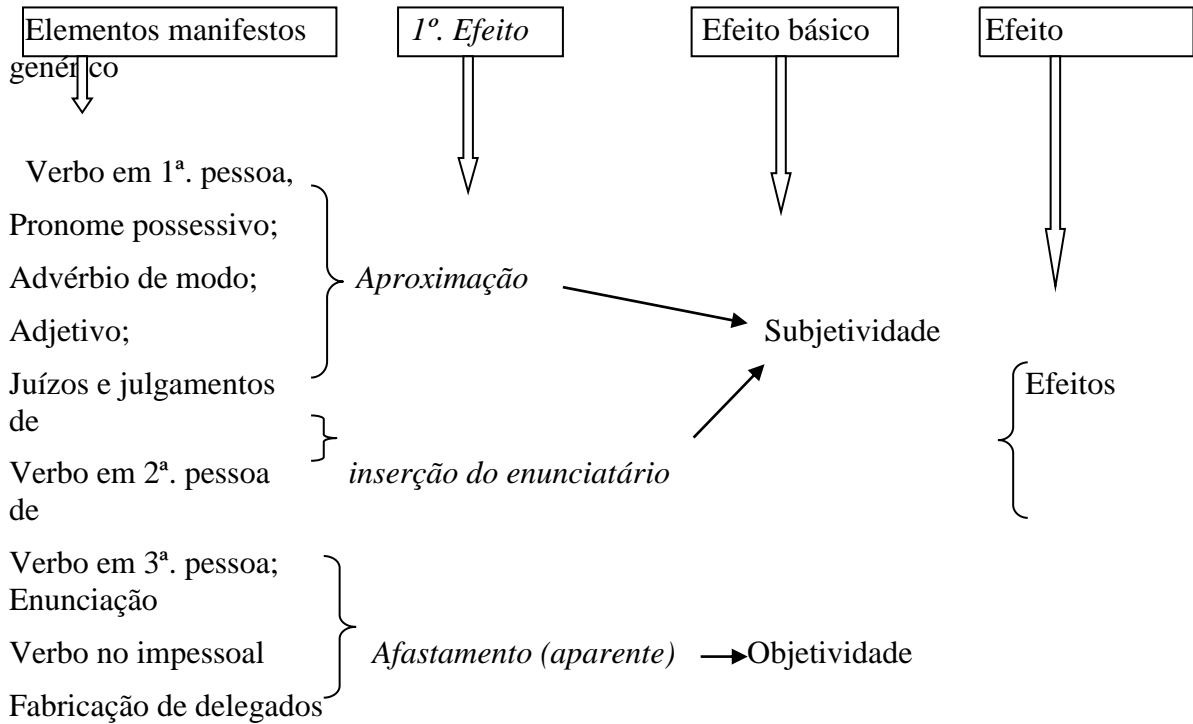 Elementos manifestos 1º. Efeito Efeito básico Efeito
genérico
Verbo em 1ª. pessoa,
Pronome possessivo;
Advérbio de modo; Aproximação
Adjetivo; Subjetividade
Juízos e julgamentos Efeitos
de
Verbo em 2ª. pessoa inserção do enunciatário
de
Verbo em 3ª. pessoa;
Enunciação
Verbo no impessoal Afastamento (aparente) Objetividade
Fabricação de delegados